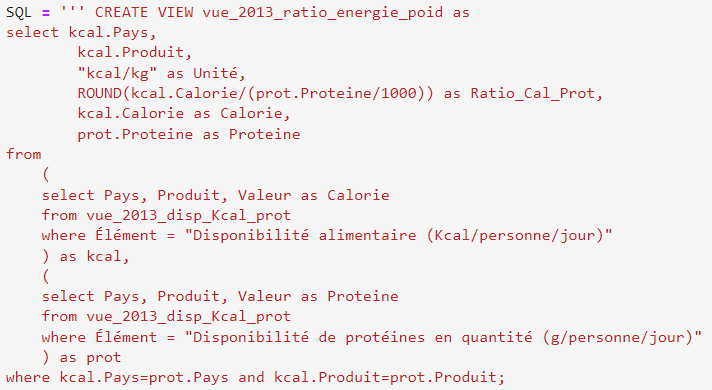 SQL = ''' CREATE VIEW vue_2013_ratio_energie_poid as
select kcal.Pays,
kcal.Produit,
"kcal/kg" as Unité,
ROUND(kcal.Calorie/(prot.Proteine/1000)) as Ratio_Cal_Prot,
kcal.Calorie as Calorie,
prot.Proteine as Proteine
from
(
select Pays, Produit, Valeur as Calorie
from vue_2013_disp_Kcal_prot
where Élément = "Disponibilité alimentaire (Kcal/personne/jour)"
) as kcal,
(
select Pays, Produit, Valeur as Proteine
from vue_2013_disp_Kcal_prot
where Élément = "Disponibilité de protéines en quantité (g/personne/jour)"
) as prot
where kcal.Pays=prot.Pays and kcal.Produit=prot.Produit;